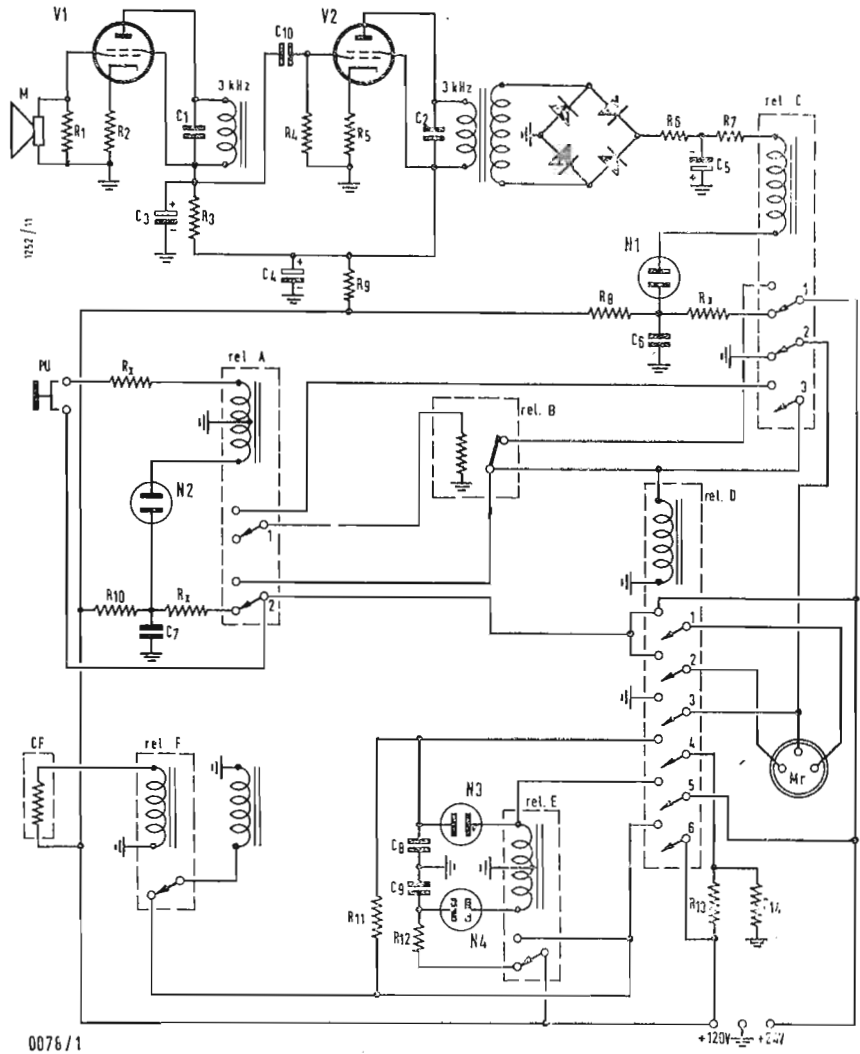 V1
V2
C10
M
3 kHz
3 kHz
rel C
C1
C2
R1
R2
R4
R5
R6
R7
C5
C3
R3
1252/11
N1
C4
R9
R8
Rx
1
C6
2
PU
Rx
rel A
3
rel. B
N2
rel. D
1
R10
Rx
2
C7
1
2
3
CF
rel F
4
Mr
N3
rel. E
5
6
C8
C9
R11
R12
N4
R13
+120V
+24V
0076/1